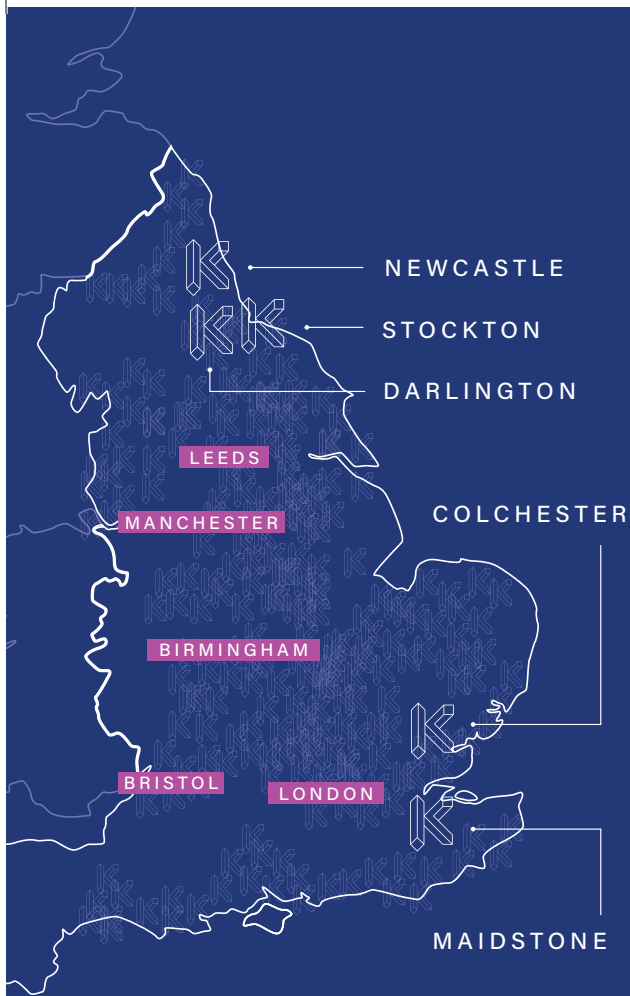 NEWCASTLE
STOCKTON
DARLINGTON
LEEDS
COLCHESTER
MANCHESTER
BIRMINGHAM
BRISTOL
LONDON
MAIDSTONE